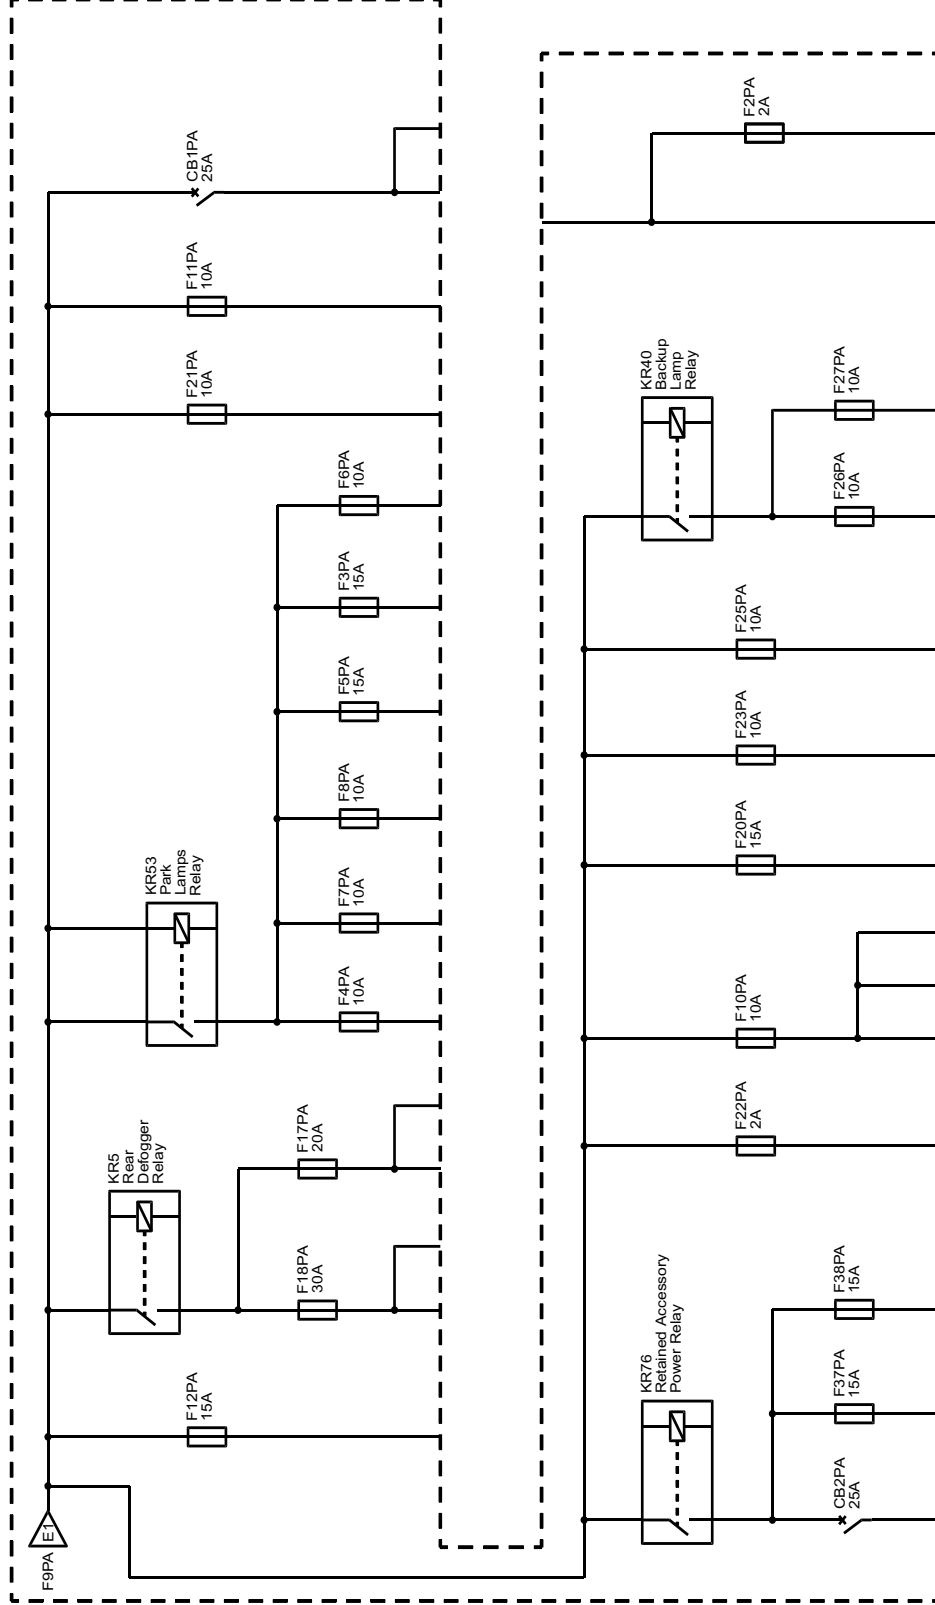 F9PA
E1
F12PA
15A
KR5
Rear
Defogger
Relay
F18PA
30A
F17PA
20A
KR53
Park
Lamps
Relay
F4PA
10A
F7PA
10A
F8PA
10A
F5PA
15A
F3PA
15A
F6PA
10A
F21PA
10A
F11PA
10A
CB1PA
25A
KR76
Retained Accessory
Power Relay
CB2PA
25A
F37PA
15A
F38PA
15A
F22PA
2A
F10PA
10A
F20PA
15A
F23PA
10A
F25PA
10A
KR40
Backup
Lamp
Relay
F26PA
10A
F27PA
10A
F2PA
2A